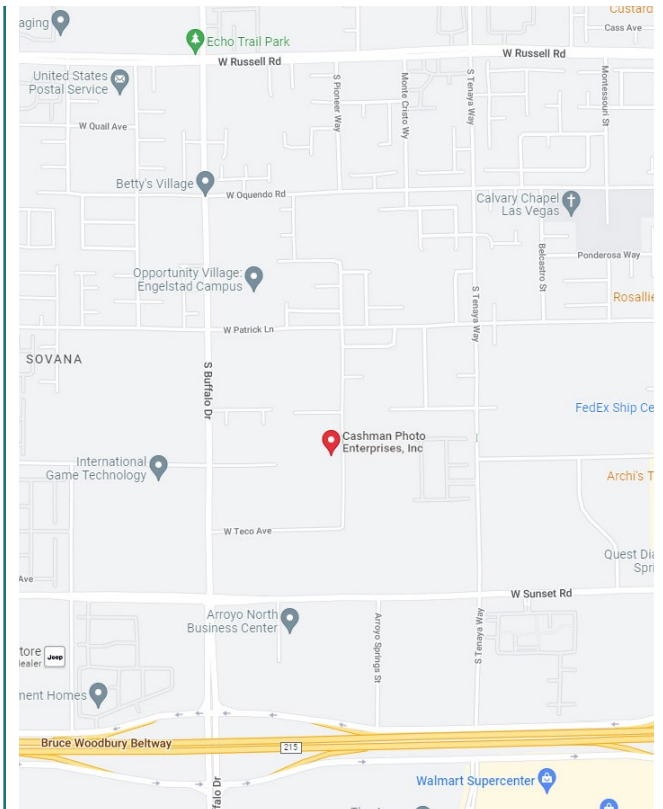 Custard
aging
Cass Ave
Echo Trail Park
W Russell Rd
W Russell Rd
United States
Postal Service
S Pioneer Way
Monte Cristo Wy
S Tenaya Way
Montessouri St
W Quail Ave
Betty's Village
W Oquendo Rd
Calvary Chapel
Las Vegas
Belcastro St
Ponderosa Way
Opportunity Village:
Engelstad Campus
S Tenaya Way
Rosallie
W Patrick Ln
SOVANA
S Buffalo Dr
FedEx Ship Ce
Cashman Photo
Enterprises, Inc
International
Game Technology
Archi's T
W Teco Ave
Quest Dia
Spri
Ave
W Sunset Rd
Arroyo North
Business Center
Arroyo Springs St
S Tenaya Way
tore
ealer
Jeep
ment Homes
Bruce Woodbury Beltway
215
falo Dr
Walmart Supercenter